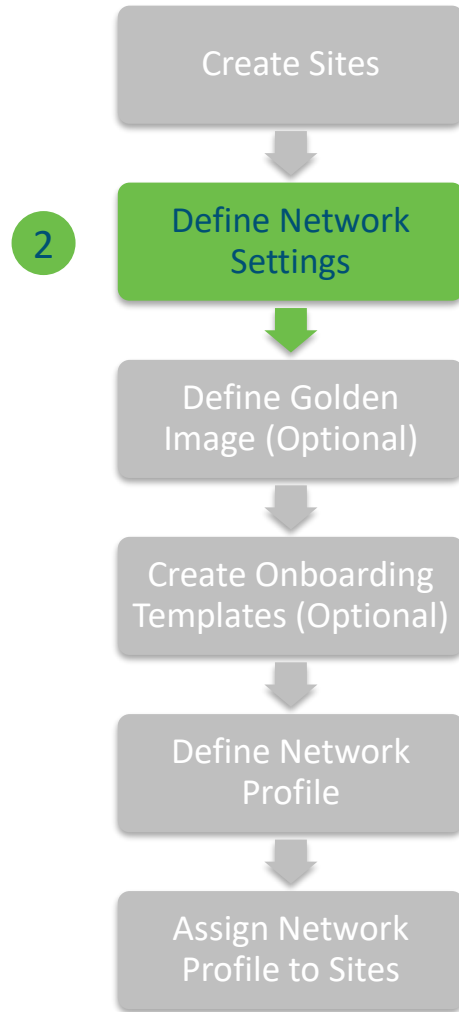 Create Sites
2
Define Network
Settings
Define Golden
Image (Optional)
Create Onboarding
Templates (Optional)
Define Network
Profile
Assign Network
Profile to Sites